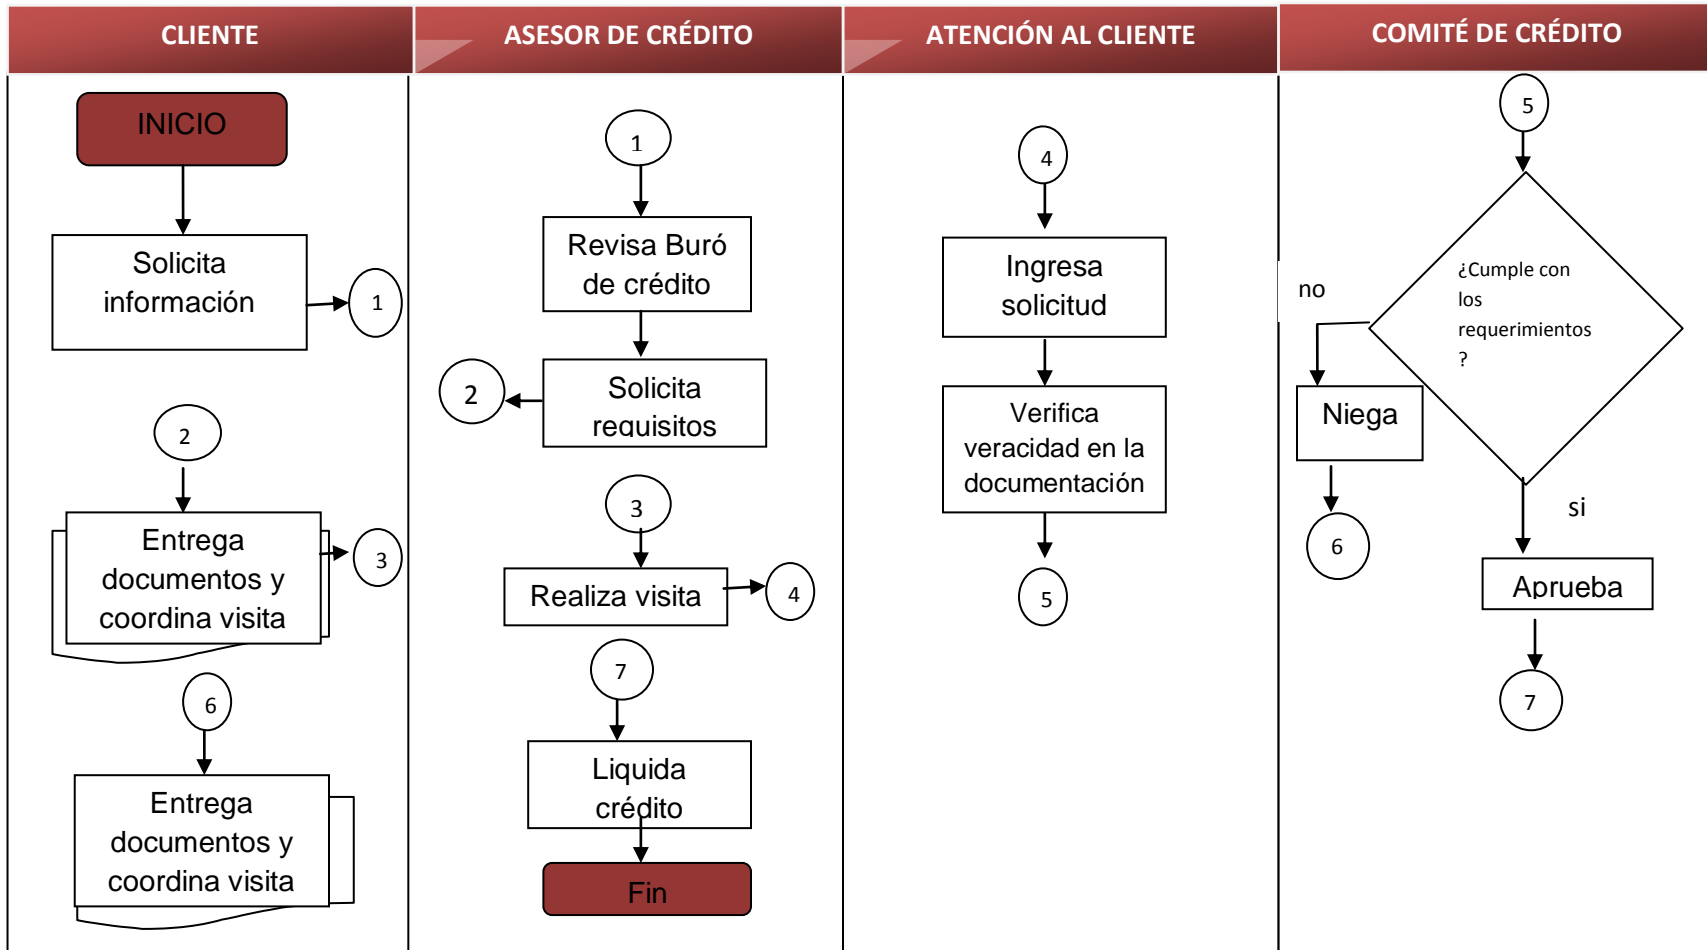 CLIENTE
ASESOR DE CRÉDITO
ATENCIÓN AL CLIENTE
COMITÉ DE CRÉDITO
INICIO
Solicita
información
1
2
Entrega
documentos y
coordina visita
3
6
Entrega
documentos y
coordina visita
1
Revisa Buró
de crédito
Solicita
requisitos
2
3
Realiza visita
4
7
Liquida
crédito
Fin
4
Ingresa
solicitud
Verifica
veracidad en la
documentación
5
5
¿Cumple con
los
requerimientos
?
no
Niega
6
si
Aprueba
7